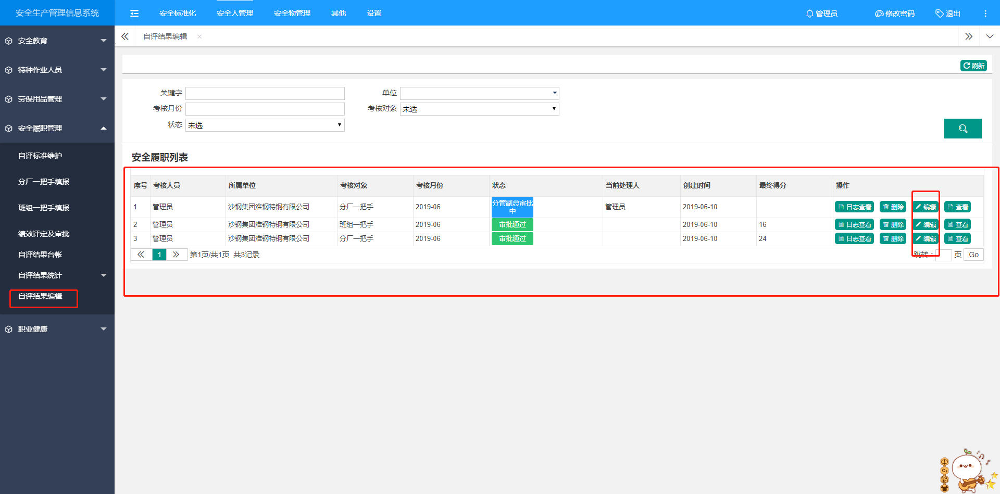 安全生产管理信息系统
安全标准化 安全人管理 安全物管理 其他 设置
管理员 修改密码 退出
安全教育
特种作业人员
劳保用品管理
安全履职管理
自评标准维护
分厂一把手填报
班组一把手填报
绩效评定及审批
自评结果台帐
自评结果统计
自评结果编辑
职业健康
自评结果编辑 ×
刷新
关键字 单位
考核月份 考核对象 未选
状态 未选
安全履职列表
序号 考核人员 所属单位 考核对象 考核月份 状态 当前处理人 创建时间 最终得分 操作
1 管理员 沙钢集团淮钢特钢有限公司 分厂一把手 2019-06 分管副总审批中 管理员 2019-06-10 日志查看 删除 编辑 查看
2 管理员 沙钢集团淮钢特钢有限公司 班组一把手 2019-06 审批通过 2019-06-10 16 日志查看 删除 编辑 查看
3 管理员 沙钢集团淮钢特钢有限公司 分厂一把手 2019-06 审批通过 2019-06-10 24 日志查看 删除 编辑 查看
1 第1页/共1页 共3记录 跳转: 页 Go
中
简